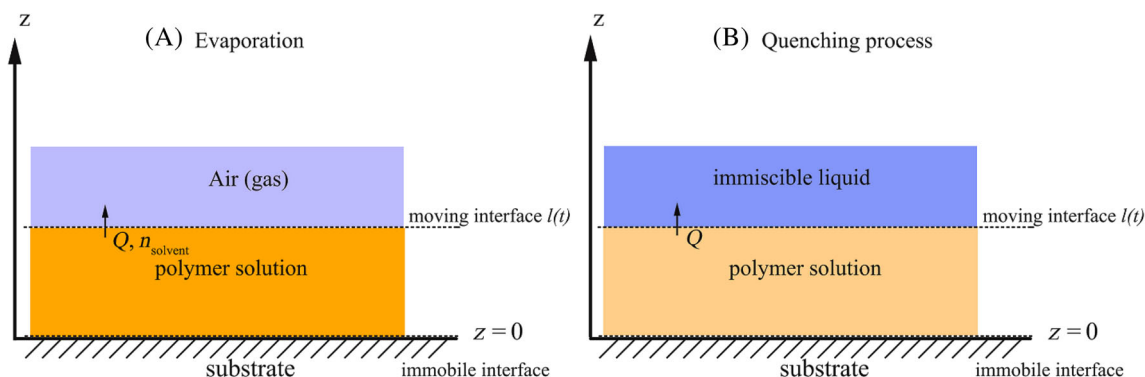 z
(A) Evaporation
Air (gas)
moving interface l(t)
Q, n_solvent
polymer solution
z = 0
substrate
immobile interface
z
(B) Quenching process
immiscible liquid
moving interface l(t)
Q
polymer solution
z = 0
substrate
immobile interface